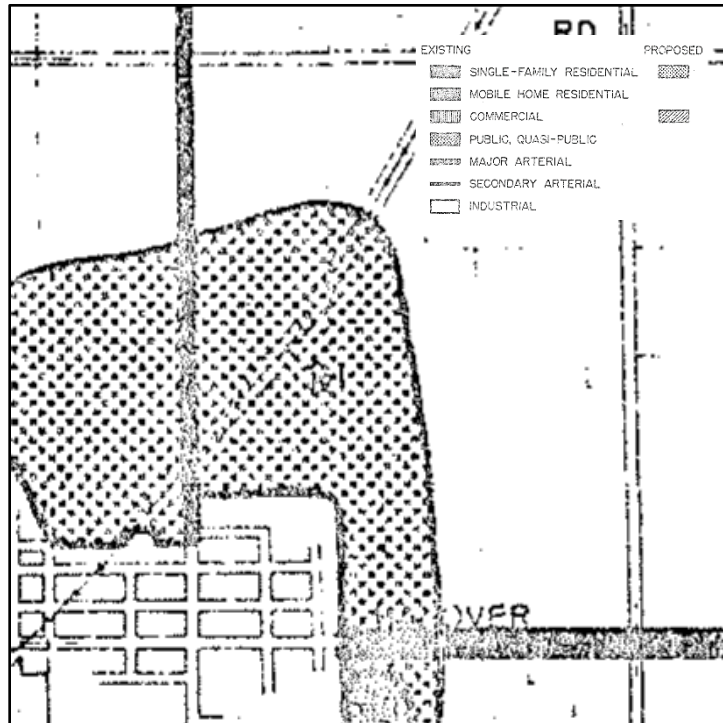 RD
EXISTING PROPOSED
SINGLE-FAMILY RESIDENTIAL
MOBILE HOME RESIDENTIAL
COMMERCIAL
PUBLIC, QUASI-PUBLIC
MAJOR ARTERIAL
SECONDARY ARTERIAL
INDUSTRIAL